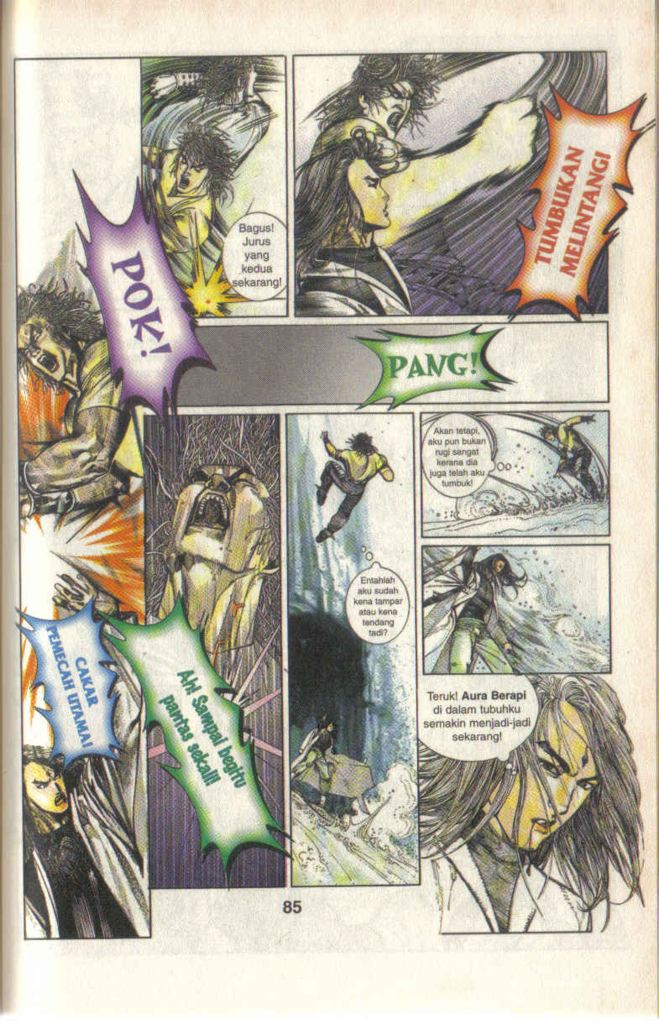 Bagus!
Jurus
yang
kedua
sekarang!
TUMBUKAN
MELINTANG!
POK!
PANG!
CAKAR
PEMECAH UTAMA!
Ah! Sampai begitu
pantas sekali!
Entahlah
aku sudah
kena tampar
atau kena
tendang
tadi?
Akan tetapi,
aku pun bukan
rugi sangat
kerana dia
juga telah aku
tumbuk!
Teruk! Aura Berapi
di dalam tubuhku
semakin menjadi-jadi
sekarang!
85